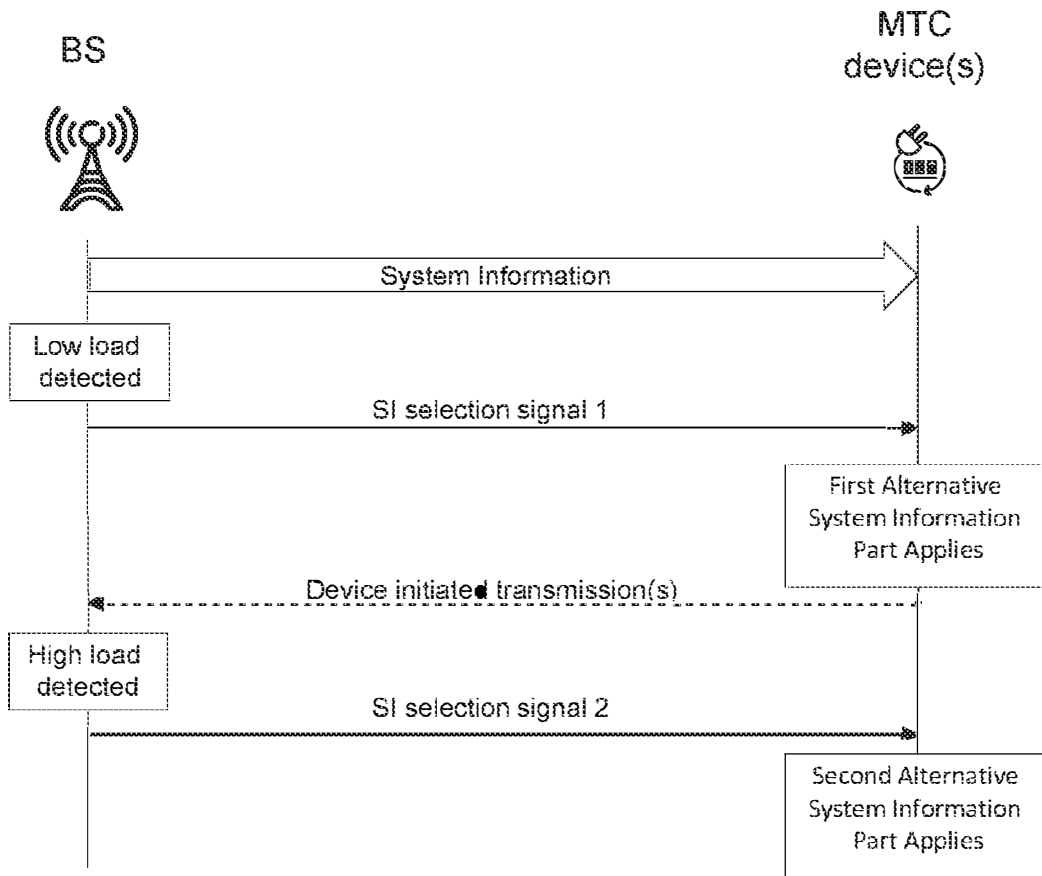 BS
MTC
device(s)
System Information
Low load
detected
SI selection signal 1
First Alternative
System Information
Part Applies
Device initiated transmission(s)
High load
detected
SI selection signal 2
Second Alternative
System Information
Part Applies